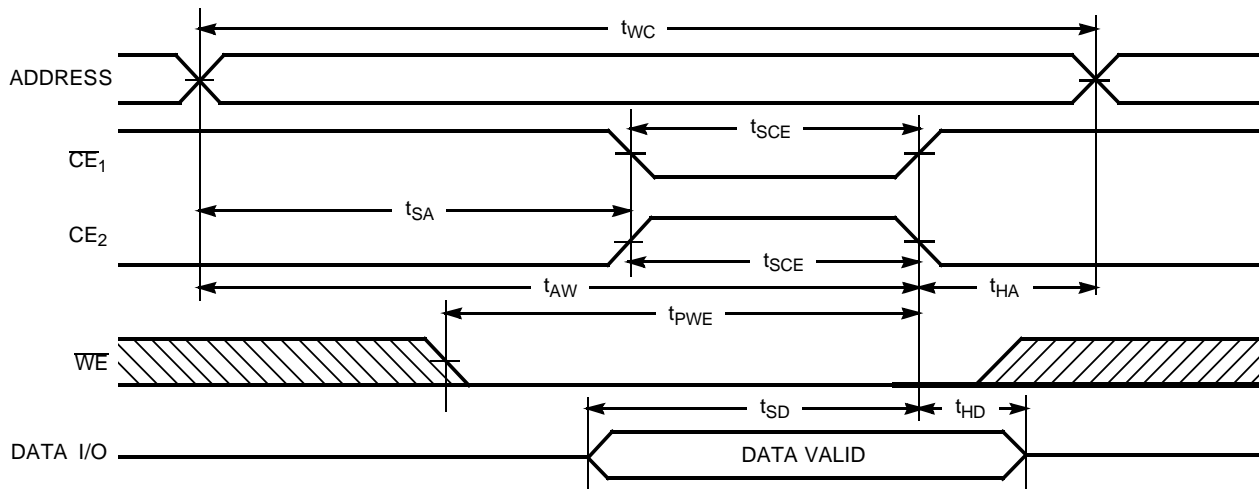 tWC
ADDRESS
tSCE
CE1
tSA
CE2
tSCE
tAW
tHA
tPWE
WE
tSD
tHD
DATA I/O
DATA VALID